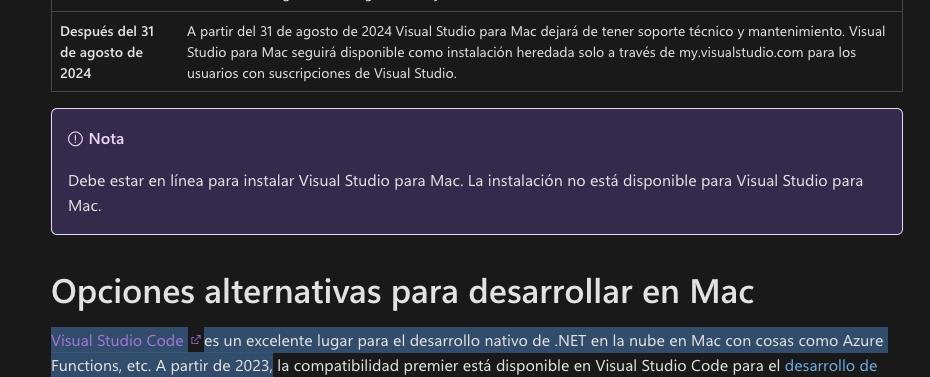 Después del 31
de agosto de
2024
A partir del 31 de agosto de 2024 Visual Studio para Mac dejará de tener soporte técnico y mantenimiento. Visual
Studio para Mac seguirá disponible como instalación heredada solo a través de my.visualstudio.com para los
usuarios con suscripciones de Visual Studio.
Nota
Debe estar en línea para instalar Visual Studio para Mac. La instalación no está disponible para Visual Studio para
Mac.
Opciones alternativas para desarrollar en Mac
Visual Studio Code es un excelente lugar para el desarrollo nativo de .NET en la nube en Mac con cosas como Azure
Functions, etc. A partir de 2023, la compatibilidad premier está disponible en Visual Studio Code para el desarrollo de